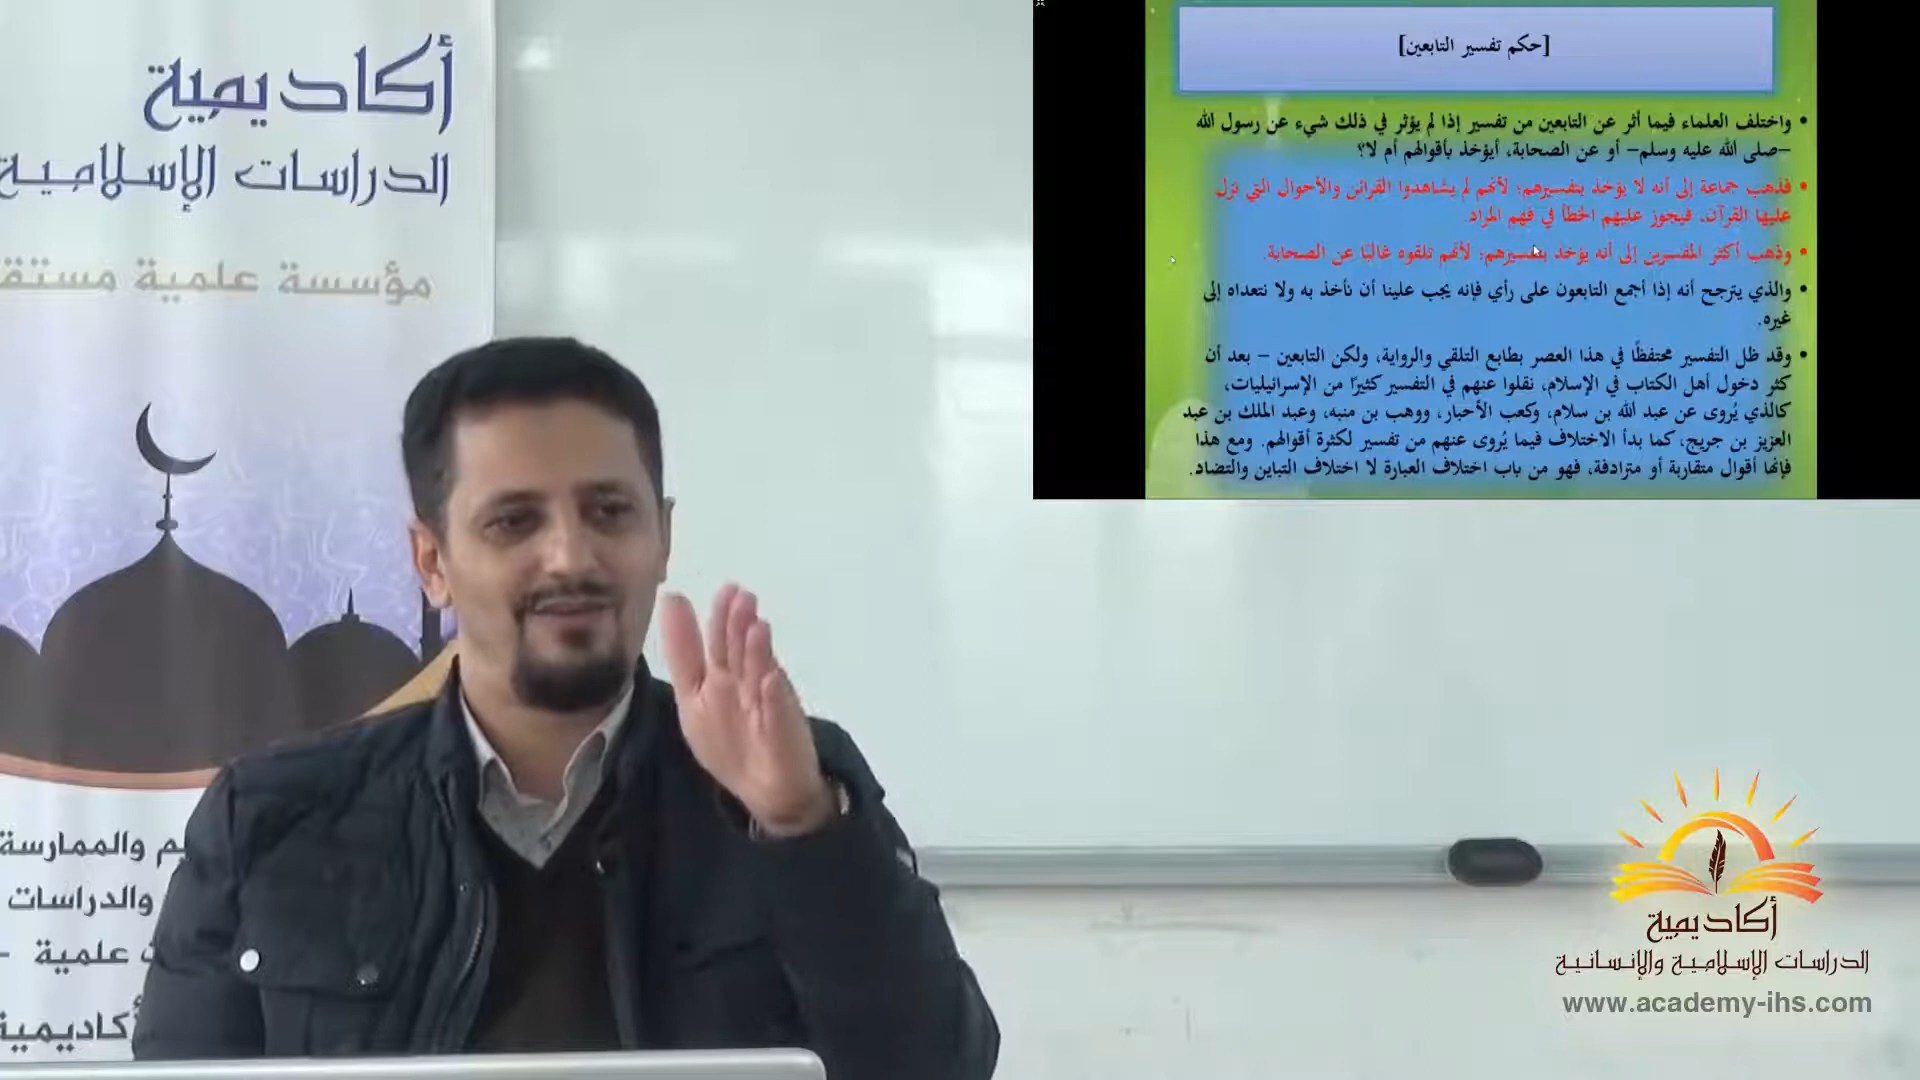 [حكم تفسير التابعين]
• واختلف العلماء فيما أثر عن التابعين من تفسير إذا لم يؤثر في ذلك شيء عن رسول الله
–صلى الله عليه وسلم– أو عن الصحابة، أيؤخذ بأقوالهم أم لا؟
• فذهب جماعة إلى أنه لا يؤخذ بتفسيرهم؛ لأنهم لم يشاهدوا القرائن والأحوال التي نزل
عليها القرآن، فيجوز عليهم الخطأ في فهم المراد.
• وذهب أكثر المفسرين إلى أنه يؤخذ بتفسيرهم؛ لأنهم تلقوه غالبًا عن الصحابة.
• والذي يترجح أنه إذا أجمع التابعون على رأي فإنه يجب علينا أن نأخذ به ولا نتعداه إلى
غيره.
• وقد ظل التفسير محتفظًا في هذا العصر بطابع التلقي والرواية، ولكن التابعين – بعد أن
كثر دخول أهل الكتاب في الإسلام، نقلوا عنهم في التفسير كثيرًا من الإسرائيليات،
كالذي يُروى عن عبد الله بن سلام، وكعب الأحبار، ووهب بن منبه، وعبد الملك بن عبد
العزيز بن جريج، كما بدأ الاختلاف فيما يُروى عنهم من تفسير لكثرة أقوالهم. ومع هذا
فإنها أقوال متقاربة أو مترادفة، فهو من باب اختلاف العبارة لا اختلاف التباين والتضاد.
أكاديمية
الدراسات الإسلامية
مؤسسة علمية
والممارسة
والدراسات
علمية -
أكاديمية
الدراسات الإسلامية والإنسانية
www.academy-ihs.com